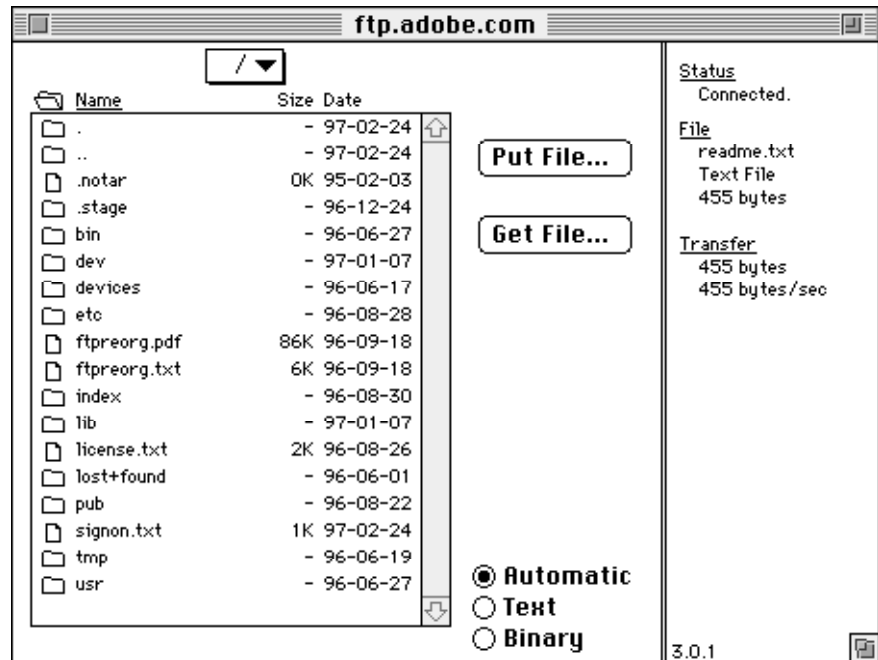 ftp.adobe.com
/
Name Size Date
. - 97-02-24
.. - 97-02-24
.notar 0K 95-02-03
.stage - 96-12-24
bin - 96-06-27
dev - 97-01-07
devices - 96-06-17
etc - 96-08-28
ftpreorg.pdf 86K 96-09-18
ftpreorg.txt 6K 96-09-18
index - 96-08-30
lib - 97-01-07
license.txt 2K 96-08-26
lost+found - 96-06-01
pub - 96-08-22
signon.txt 1K 97-02-24
tmp - 96-06-19
usr - 96-06-27
Put File...
Get File...
Automatic
Text
Binary
Status
Connected.
File
readme.txt
Text File
455 bytes
Transfer
455 bytes
455 bytes/sec
3.0.1